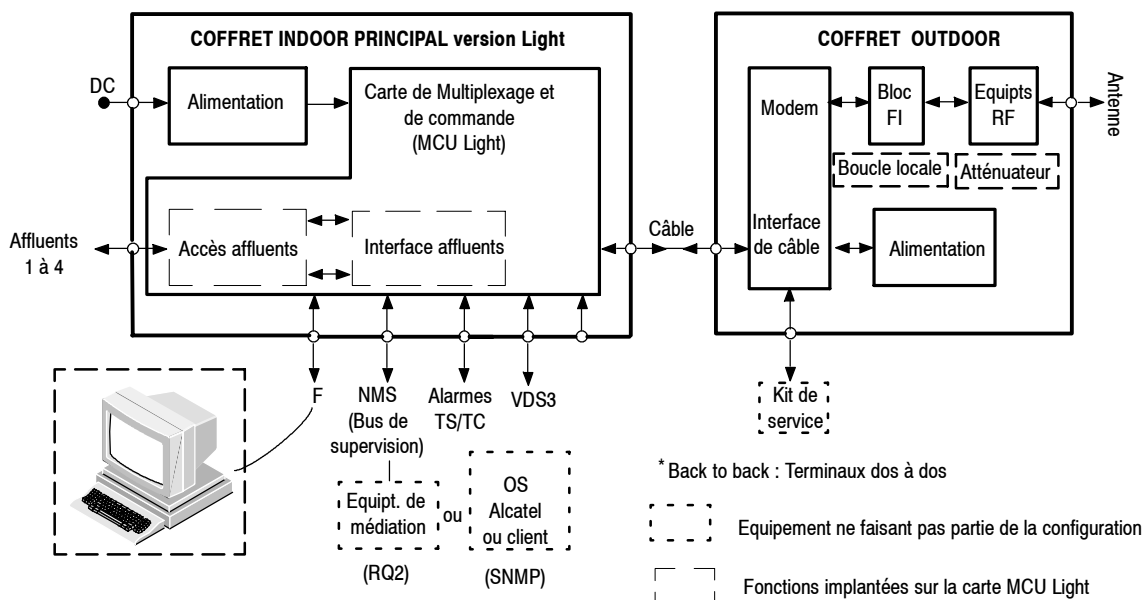 COFFRET INDOOR PRINCIPAL version Light
DC
Alimentation
Carte de Multiplexage et
de commande
(MCU Light)
Affluents
1 à 4
Accès affluents
Interface affluents
Câble
F
NMS
(Bus de
supervision)
Alarmes
TS/TC
VDS3
Equipt. de
médiation
ou
OS
Alcatel
ou client
(RQ2)
(SNMP)
COFFRET OUTDOOR
Modem
Bloc
FI
Equipts
RF
Antenne
Boucle locale
Atténuateur
Interface
de câble
Alimentation
Kit de
service
* Back to back : Terminaux dos à dos
Equipement ne faisant pas partie de la configuration
Fonctions implantées sur la carte MCU Light